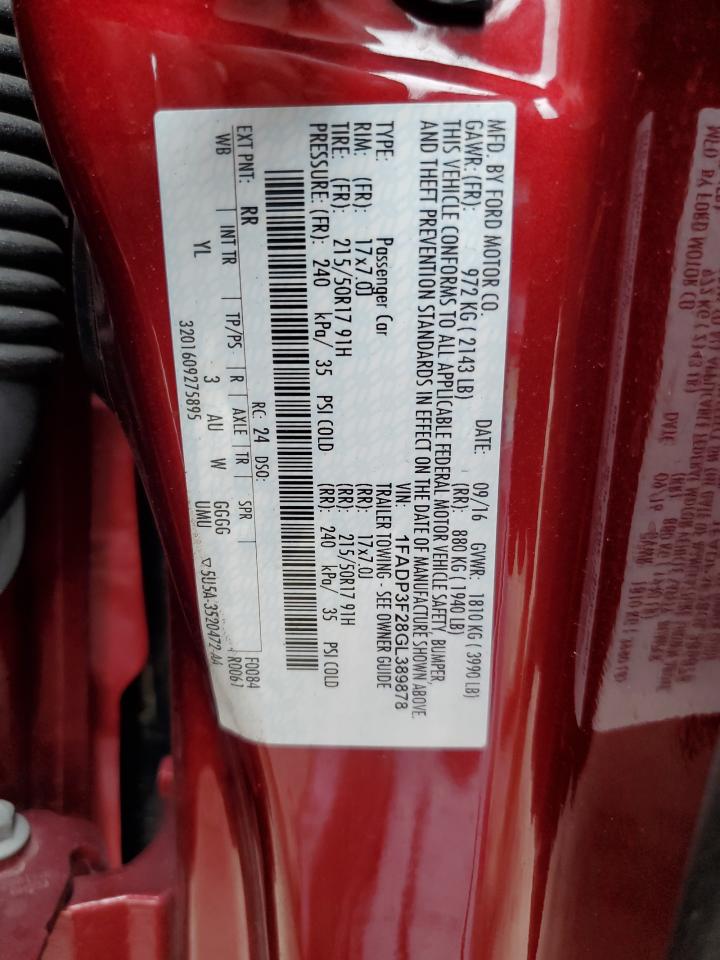 MFD. BY FORD MOTOR CO.
DATE: 09/16 GVWR: 1810 KG ( 3990 LB)
GAWR: (FR): 972 KG ( 2143 LB) (RR): 880 KG ( 1940 LB)
THIS VEHICLE CONFORMS TO ALL APPLICABLE FEDERAL MOTOR VEHICLE SAFETY, BUMPER,
AND THEFT PREVENTION STANDARDS IN EFFECT ON THE DATE OF MANUFACTURE SHOWN ABOVE.
VIN: 1FADP3F28GL389878
TYPE: Passenger Car TRAILER TOWING - SEE OWNER GUIDE
RIM: (FR): 17x7.0J (RR): 17x7.0J
TIRE: (FR): 215/50R17 91H (RR): 215/50R17 91H
PRESSURE: (FR): 240 kPa/ 35 PSI COLD (RR): 240 kPa/ 35 PSI COLD
EXT PNT: RR RC: 24 DSO: F0084
WB INT TR TP/PS R AXLE TR SPR R0061
YL 3 AU W GGGG UMU ▽5U5A-3520472-AA
3201609275895